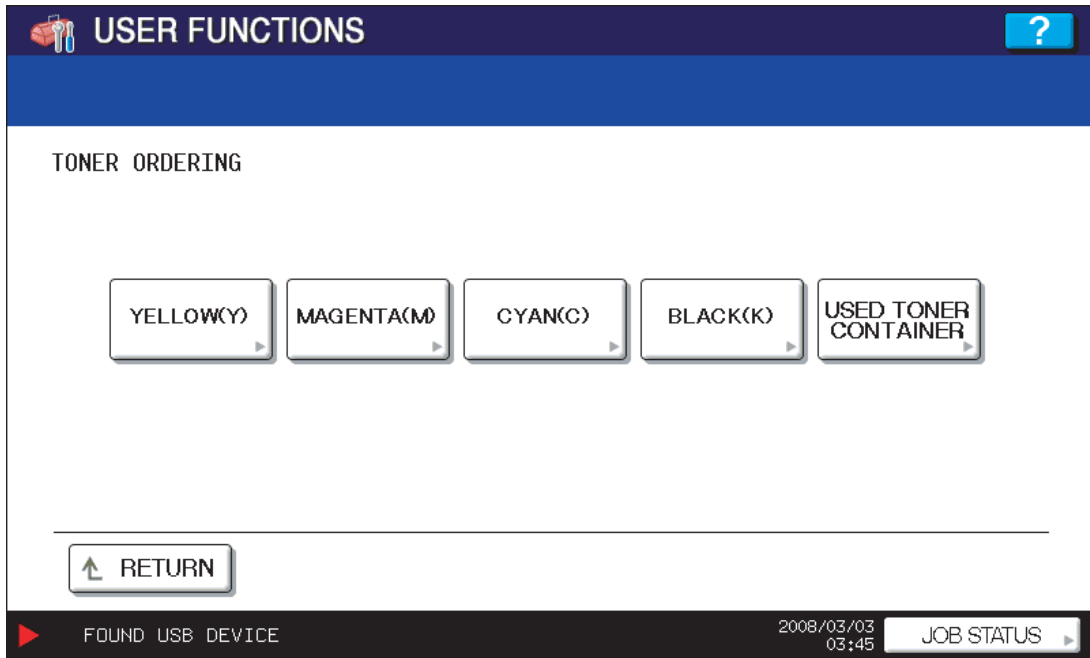 USER FUNCTIONS
?
TONER ORDERING
YELLOW(Y)
MAGENTA(M)
CYAN(C)
BLACK(K)
USED TONER
CONTAINER
RETURN
FOUND USB DEVICE
2008/03/03
03:45
JOB STATUS